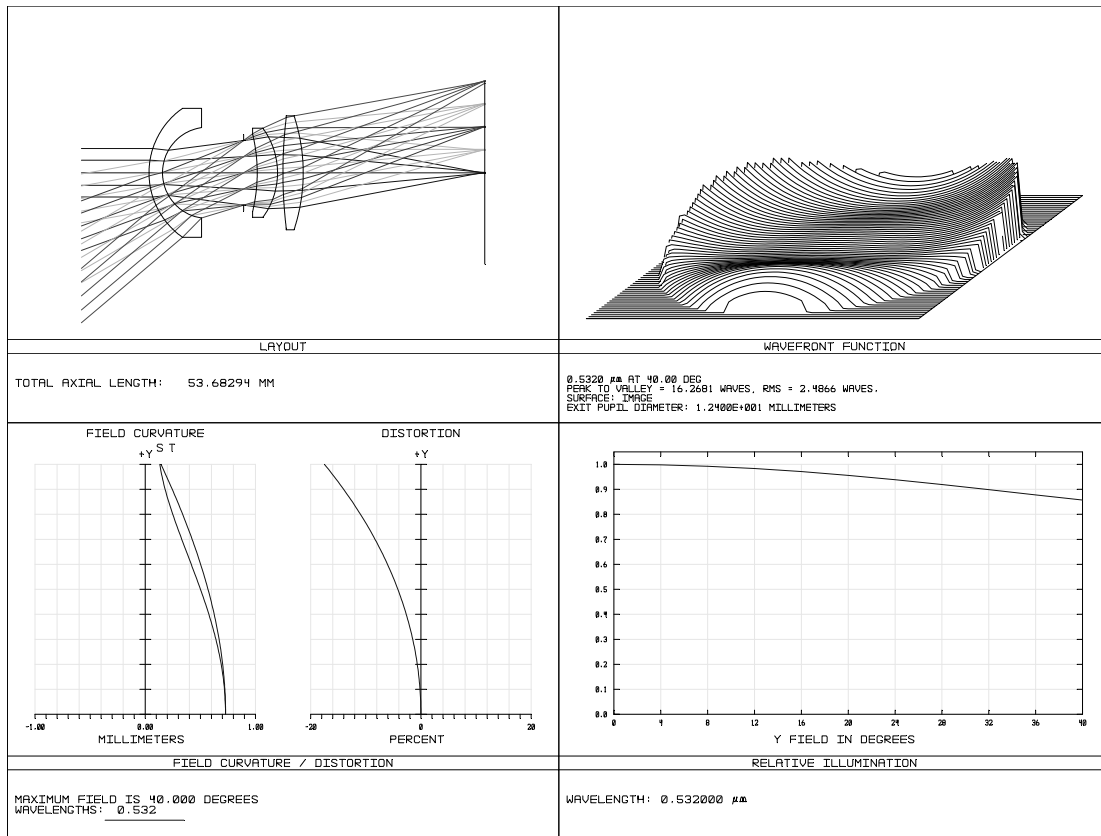 LAYOUT
TOTAL AXIAL LENGTH: 53.68294 MM
WAVEFRONT FUNCTION
0.5320 µm AT 40.00 DEG
PEAK TO VALLEY = 16.2681 WAVES, RMS = 2.4866 WAVES.
SURFACE: IMAGE
EXIT PUPIL DIAMETER: 1.2400E+001 MILLIMETERS
FIELD CURVATURE
S T
+Y
-1.00 0.00 1.00
MILLIMETERS
DISTORTION
+Y
-20 0 20
PERCENT
FIELD CURVATURE / DISTORTION
MAXIMUM FIELD IS 40.000 DEGREES
WAVELENGTHS: 0.532
1.0
0.9
0.8
0.7
0.6
0.5
0.4
0.3
0.2
0.1
0.0
0 4 8 12 16 20 24 28 32 36 40
Y FIELD IN DEGREES
RELATIVE ILLUMINATION
WAVELENGTH: 0.532000 µm